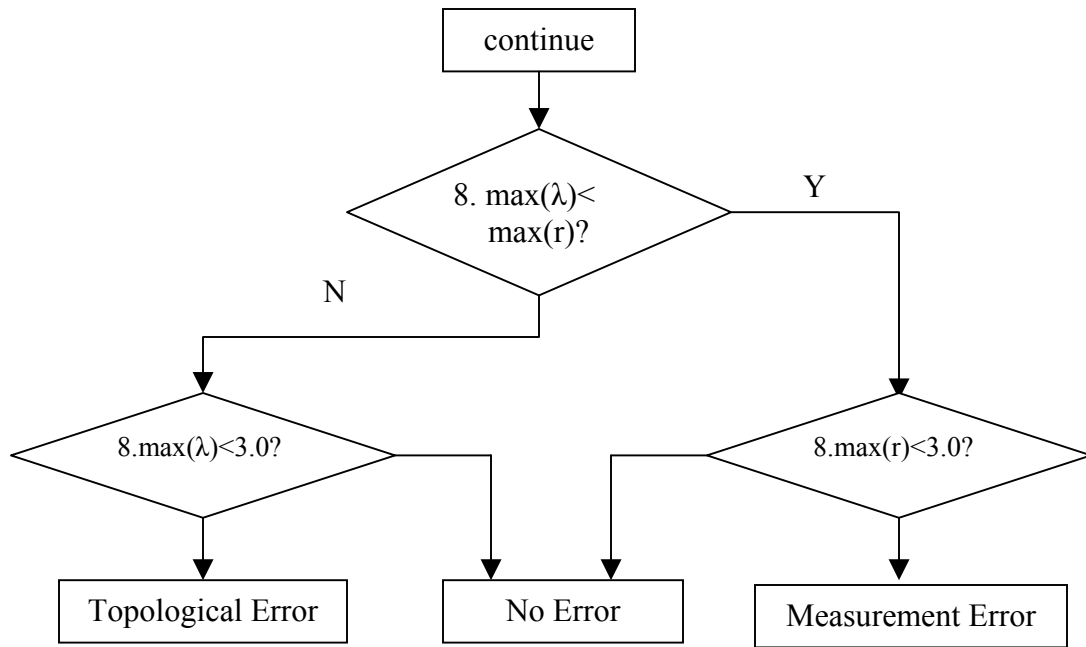 continue
8. max(λ)<
max(r)?
Y
N
8.max(λ)<3.0?
8.max(r)<3.0?
Topological Error
No Error
Measurement Error